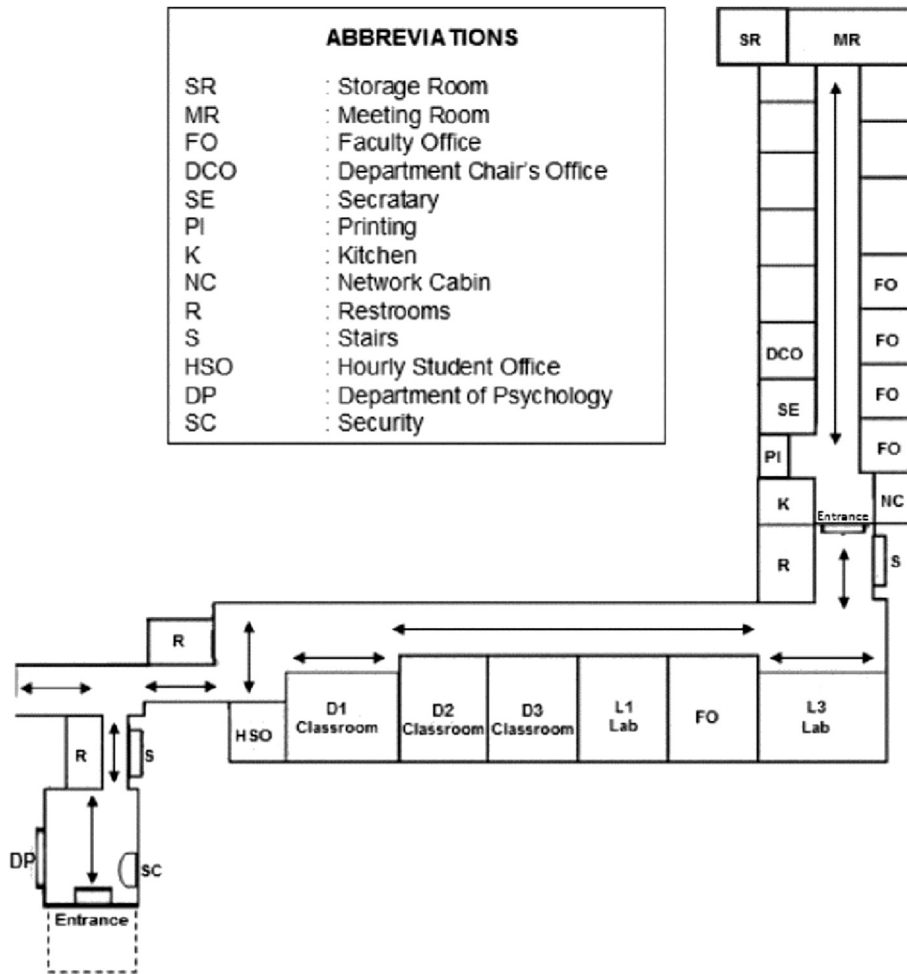 ABBREVIATIONS
SR : Storage Room
MR : Meeting Room
FO : Faculty Office
DCO : Department Chair's Office
SE : Secratary
PI : Printing
K : Kitchen
NC : Network Cabin
R : Restrooms
S : Stairs
HSO : Hourly Student Office
DP : Department of Psychology
SC : Security
SR MR
FO
DCO FO
SE FO
PI FO
K Entrance NC
R S
R
D1 Classroom
D2 Classroom
D3 Classroom
L1 Lab
FO
L3 Lab
HSO
R S
DP SC
Entrance